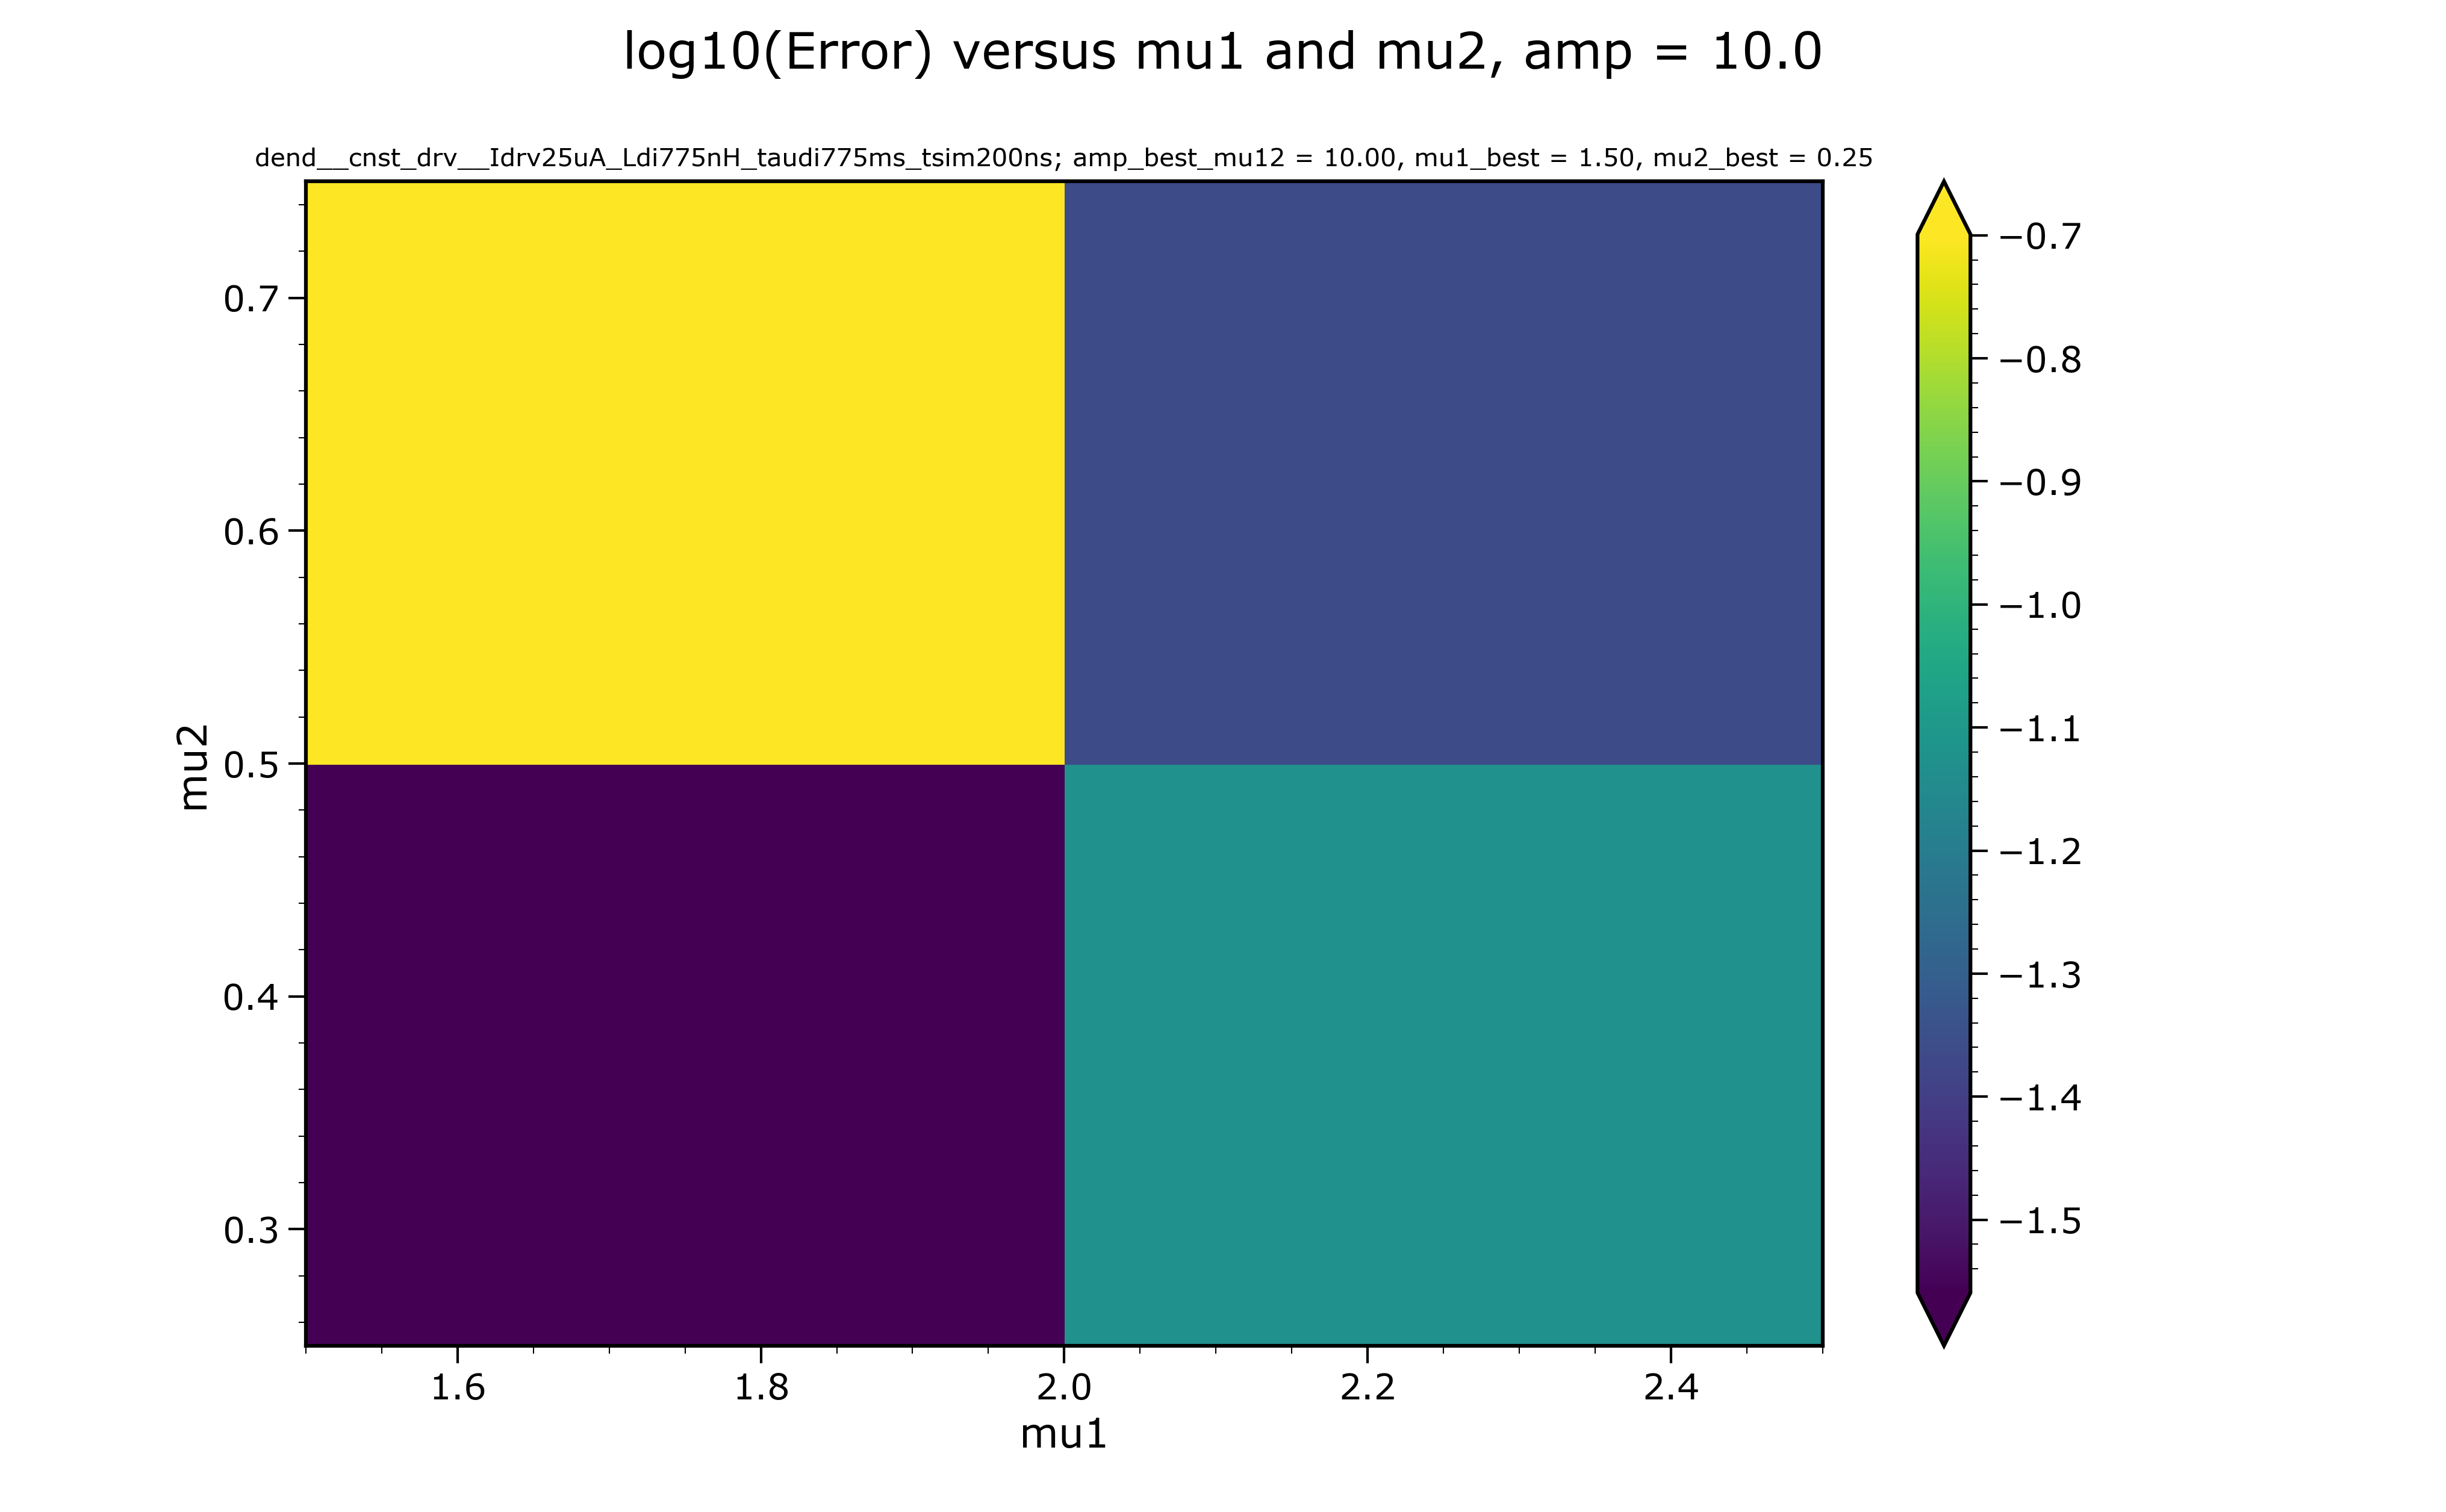 log10(Error) versus mu1 and mu2, amp = 10.0
dend__cnst_drv__Idrv25uA_Ldi775nH_taudi775ms_tsim200ns; amp_best_mu12 = 10.00, mu1_best = 1.50, mu2_best = 0.25
mu2
0.7
0.6
0.5
0.4
0.3
1.6 1.8 2.0 2.2 2.4
mu1
−0.7
−0.8
−0.9
−1.0
−1.1
−1.2
−1.3
−1.4
−1.5